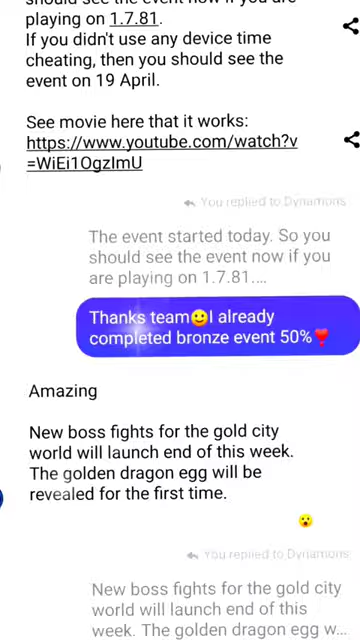 should see the event now if you are
playing on 1.7.81.
If you didn't use any device time
cheating, then you should see the
event on 19 April.
See movie here that it works:
https://www.youtube.com/watch?v
=WiEi1OgzImU
You replied to Dynamons
The event started today. So you
should see the event now if you
are playing on 1.7.81....
Thanks team🙂I already
completed bronze event 50%❣️
Amazing
New boss fights for the gold city
world will launch end of this week.
The golden dragon egg will be
revealed for the first time.
😮
You replied to Dynamons
New boss fights for the gold city
world will launch end of this
week. The golden dragon egg w...